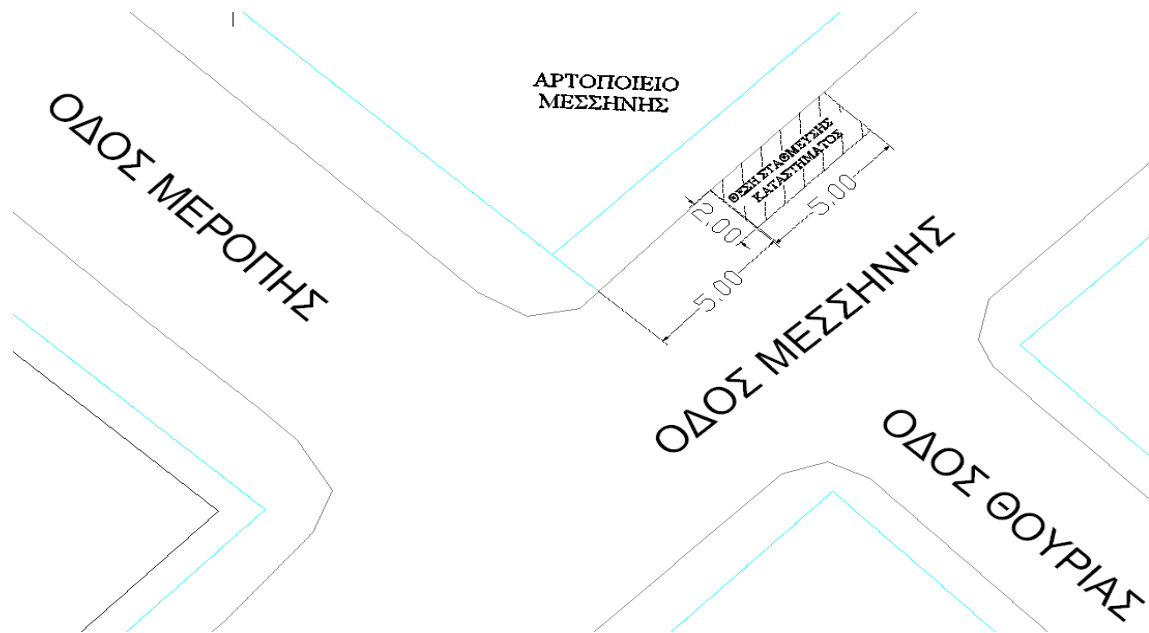 ΑΡΤΟΠΟΙΕΙΟ
ΜΕΣΣΗΝΗΣ
ΟΔΟΣ ΜΕΡΟΠΗΣ
ΘΕΣΗ ΣΤΑΘΜΕΥΣΗΣ
ΚΑΤΑΣΤΗΜΑΤΟΣ
5,00
2,00
5,00
ΟΔΟΣ ΜΕΣΣΗΝΗΣ
ΟΔΟΣ ΘΟΥΡΙΑΣ